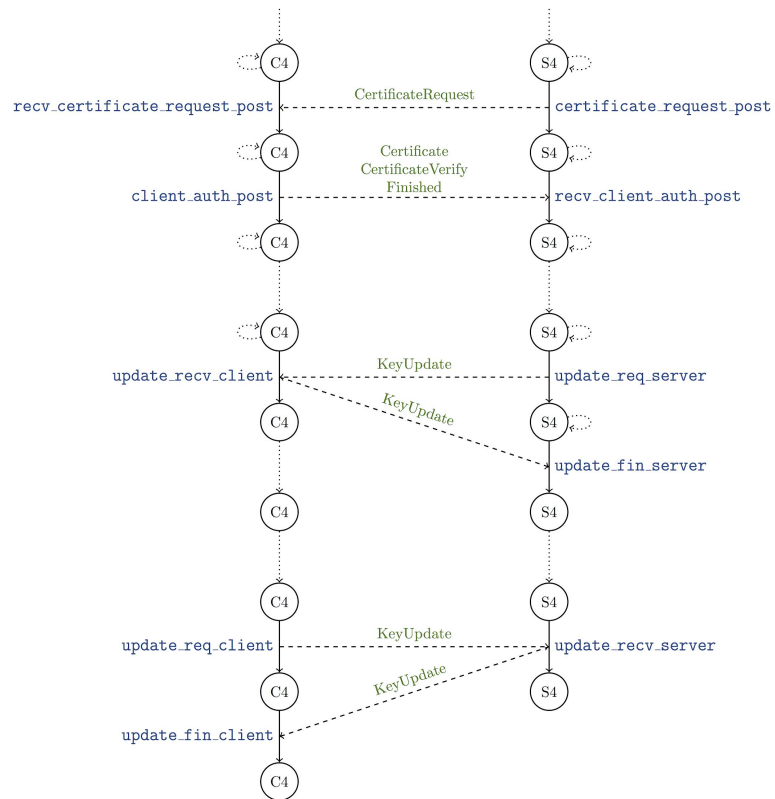 C4 S4
CertificateRequest
recv_certificate_request_post certificate_request_post
C4 S4
Certificate
CertificateVerify
Finished
client_auth_post recv_client_auth_post
C4 S4
C4 S4
KeyUpdate
update_recv_client update_req_server
KeyUpdate
C4 S4
update_fin_server
C4 S4
C4 S4
KeyUpdate
update_req_client update_recv_server
KeyUpdate
C4 S4
update_fin_client
C4